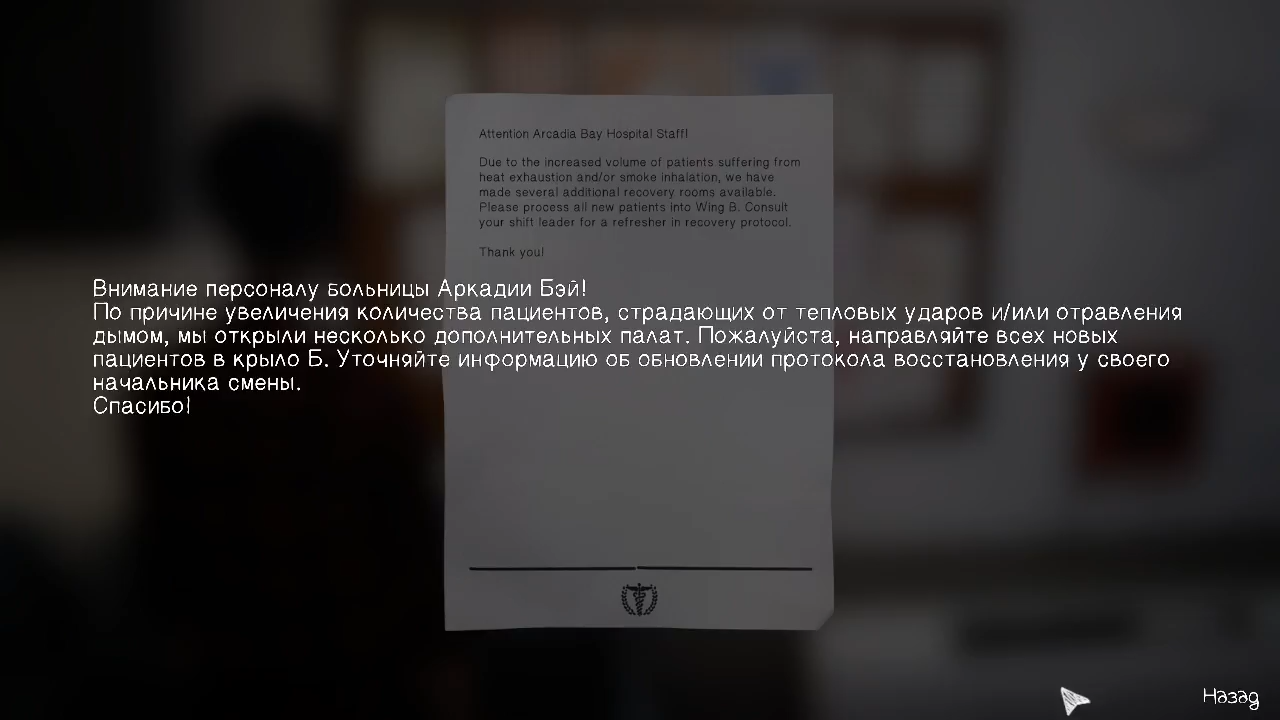 Attention Arcadia Bay Hospital Staff!
Due to the increased volume of patients suffering from
heat exhaustion and/or smoke inhalation, we have
made several additional recovery rooms available.
Please process all new patients into Wing B. Consult
your shift leader for a refresher in recovery protocol.
Thank you!
Внимание персоналу больницы Аркадии Бэй!
По причине увеличения количества пациентов, страдающих от тепловых ударов и/или отравления
дымом, мы открыли несколько дополнительных палат. Пожалуйста, направляйте всех новых
пациентов в крыло Б. Уточняйте информацию об обновлении протокола восстановления у своего
начальника смены.
Спасибо!
Назад